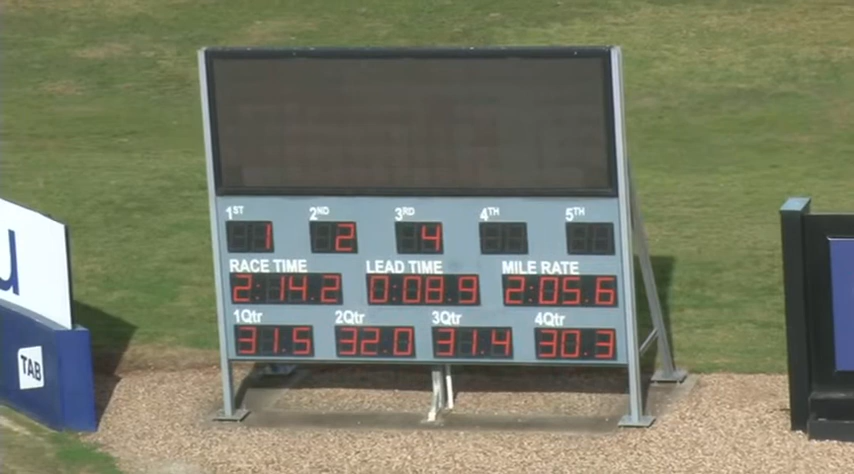 1ST 2ND 3RD 4TH 5TH
1 2 4
RACE TIME LEAD TIME MILE RATE
2:14.2 0:08.9 2:05.6
1Qtr 2Qtr 3Qtr 4Qtr
31.5 32.0 31.4 30.3
u
TAB